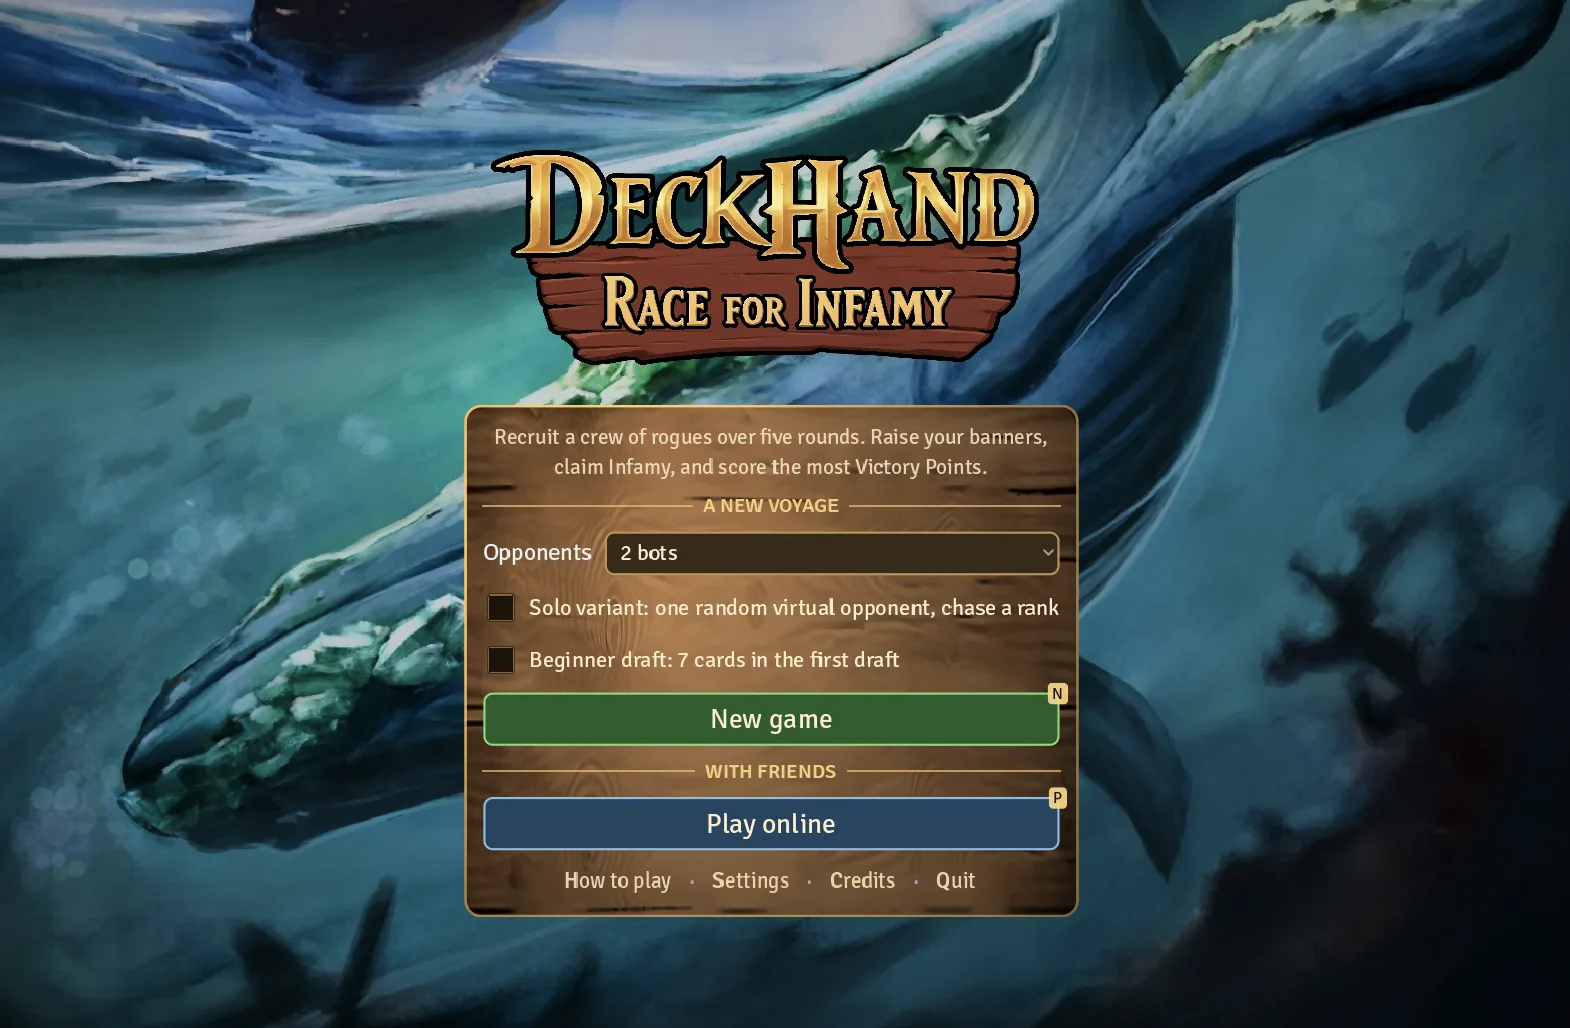 DECKHAND
RACE FOR INFAMY
Recruit a crew of rogues over five rounds. Raise your banners,
claim Infamy, and score the most Victory Points.
A NEW VOYAGE
Opponents 2 bots
Solo variant: one random virtual opponent, chase a rank
Beginner draft: 7 cards in the first draft
N
New game
WITH FRIENDS
P
Play online
How to play · Settings · Credits · Quit